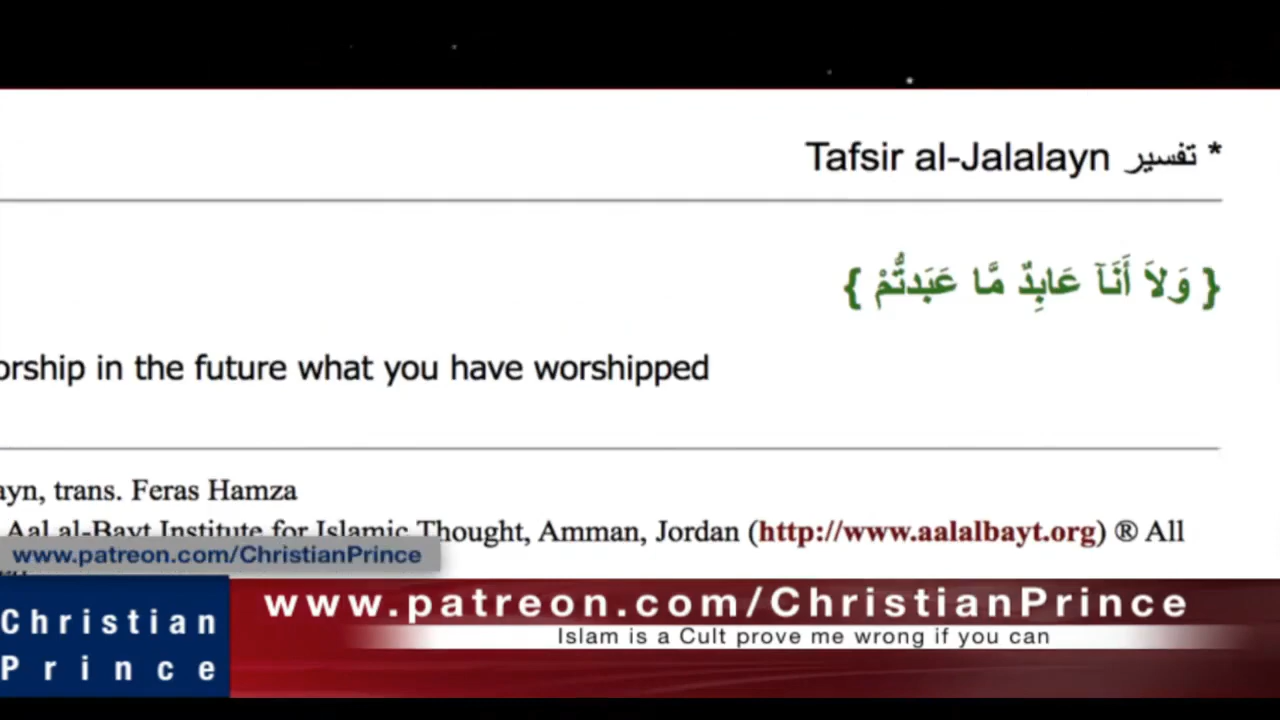 Tafsir al-Jalalayn تفسير *
{ وَلاَ أَنَآ عَابِدٌ مَّا عَبَدتُّمْ }
orship in the future what you have worshipped
ayn, trans. Feras Hamza
Aal al-Bayt Institute for Islamic Thought, Amman, Jordan (http://www.aalalbayt.org) ® All
www.patreon.com/ChristianPrince
Christian
Prince
www.patreon.com/ChristianPrince
Islam is a Cult prove me wrong if you can